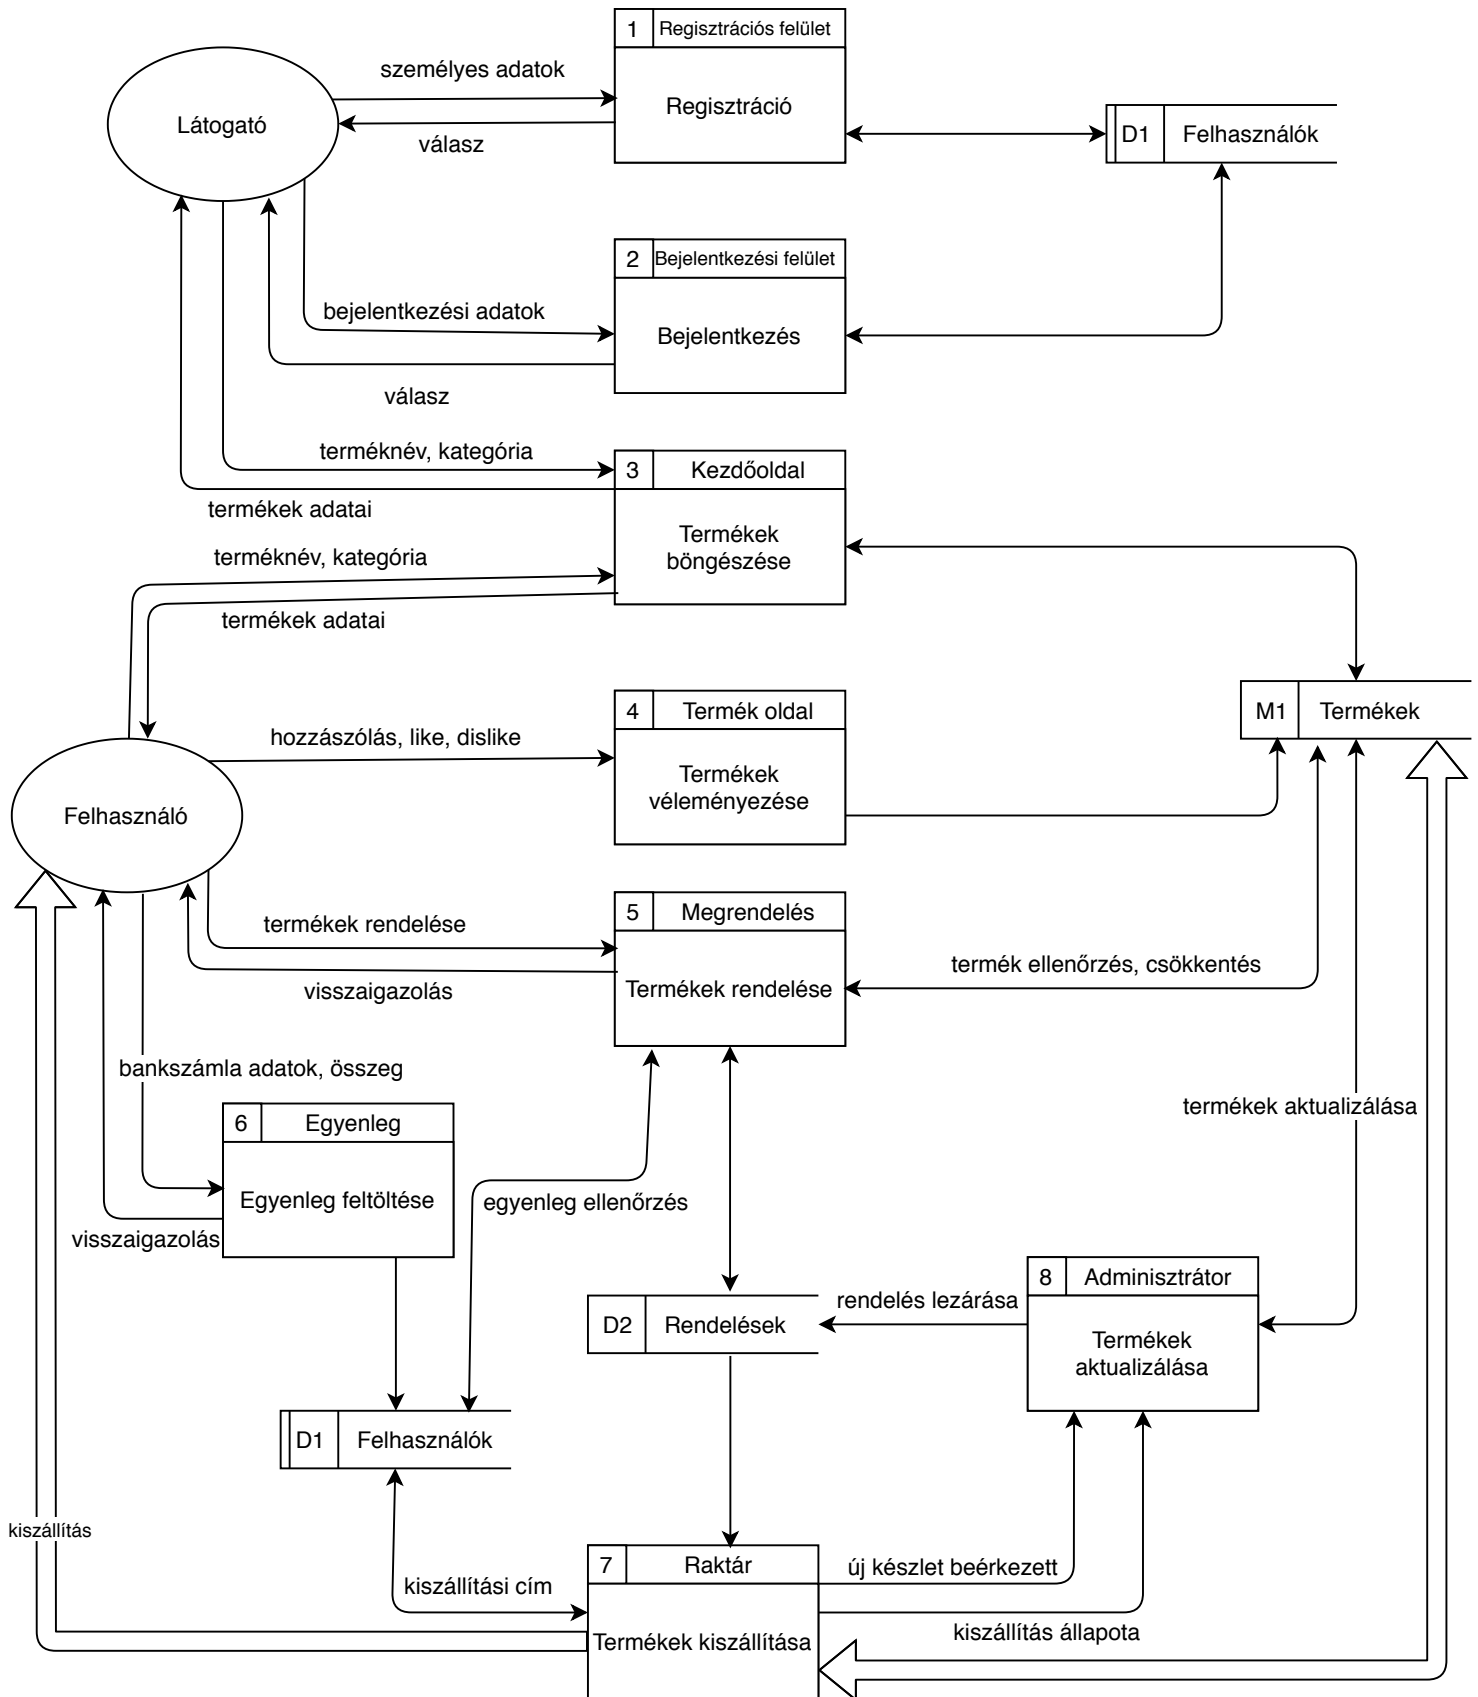 1
Regisztrációs felület
személyes adatok
Regisztráció
Látogató
válasz
D1
Felhasználók
2
Bejelentkezési felület
bejelentkezési adatok
Bejelentkezés
válasz
terméknév, kategória
3
Kezdőoldal
termékek adatai
Termékek
böngészése
terméknév, kategória
termékek adatai
4
Termék oldal
M1
Termékek
hozzászólás, like, dislike
Termékek
véleményezése
Felhasználó
5
Megrendelés
termékek rendelése
termék ellenőrzés, csökkentés
Termékek rendelése
visszaigazolás
bankszámla adatok, összeg
termékek aktualizálása
6
Egyenleg
Egyenleg feltöltése
egyenleg ellenőrzés
visszaigazolás
8
Adminisztrátor
rendelés lezárása
D2
Rendelések
Termékek
aktualizálása
D1
Felhasználók
kiszállítás
7
Raktár
új készlet beérkezett
kiszállítási cím
kiszállítás állapota
Termékek kiszállítása